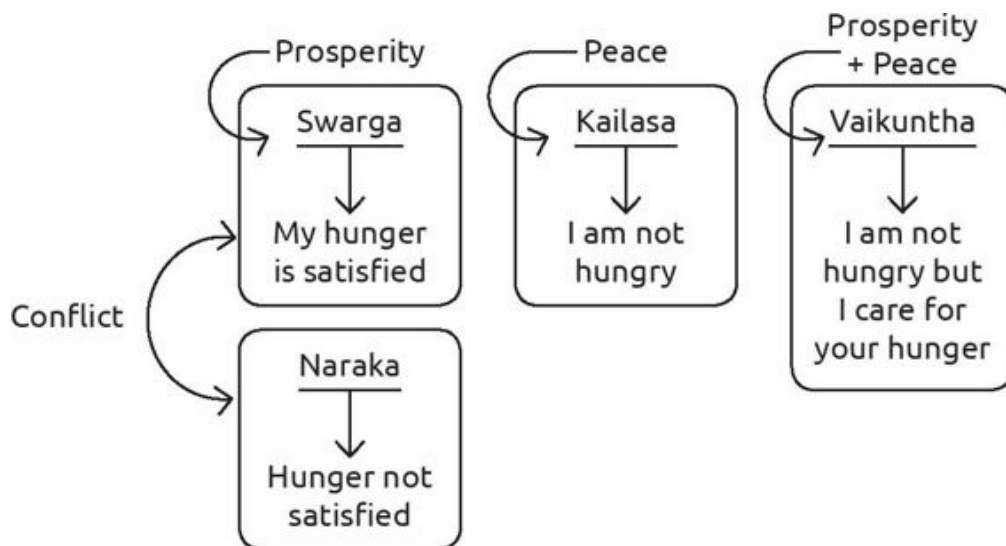 Prosperity
Swarga
My hunger
is satisfied
Conflict
Naraka
Hunger not
satisfied
Peace
Kailasa
I am not
hungry
Prosperity
+ Peace
Vaikuntha
I am not
hungry but
I care for
your hunger